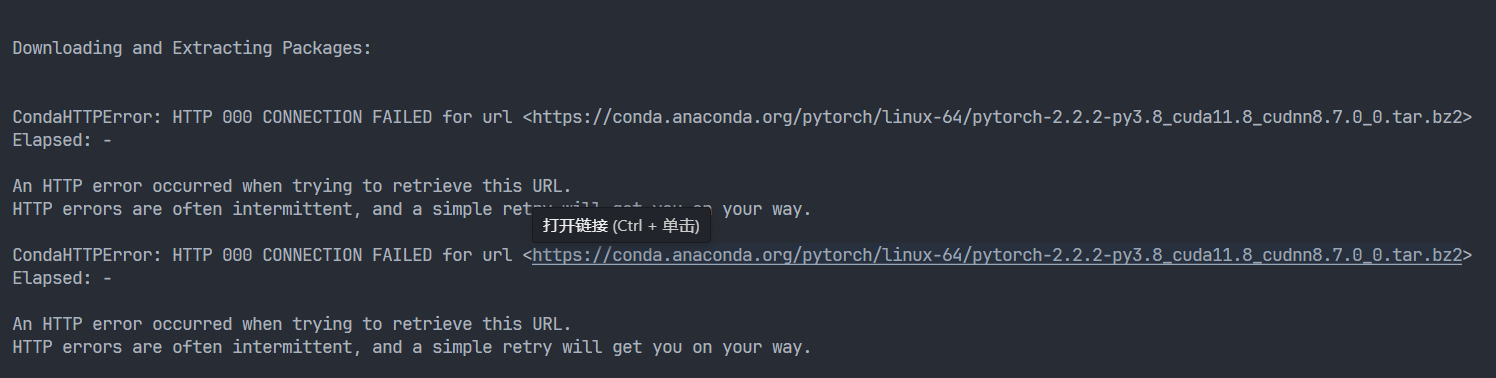 Downloading and Extracting Packages:
CondaHTTPError: HTTP 000 CONNECTION FAILED for url <https://conda.anaconda.org/pytorch/linux-64/pytorch-2.2.2-py3.8_cuda11.8_cudnn8.7.0_0.tar.bz2>
Elapsed: -
An HTTP error occurred when trying to retrieve this URL.
HTTP errors are often intermittent, and a simple retry will get you on your way.
打开链接 (Ctrl + 单击)
CondaHTTPError: HTTP 000 CONNECTION FAILED for url <https://conda.anaconda.org/pytorch/linux-64/pytorch-2.2.2-py3.8_cuda11.8_cudnn8.7.0_0.tar.bz2>
Elapsed: -
An HTTP error occurred when trying to retrieve this URL.
HTTP errors are often intermittent, and a simple retry will get you on your way.